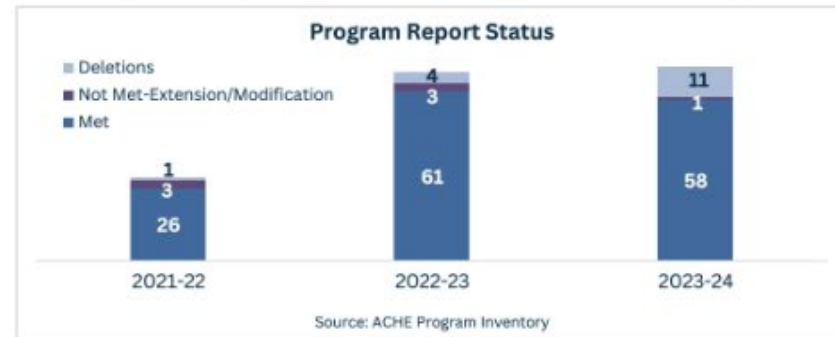 Program Report Status
Deletions
Not Met-Extension/Modification
Met
1
3
26
4
3
61
11
1
58
2021-22
2022-23
2023-24
Source: ACHE Program Inventory